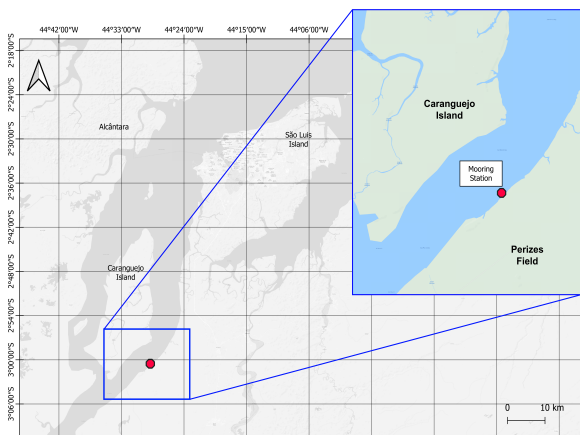 44°42'00"S 44°33'00"S 44°24'00"S 44°15'00"S 44°06'00"S
2°18'00"S
2°24'00"S
2°30'00"S
2°36'00"S
2°42'00"S
2°48'00"S
2°54'00"S
3°00'00"S
3°06'00"S
Alcântara
São Luis
Island
Caranguejo
Island
Caranguejo
Island
Mooring
Station
Perizes
Field
0 10 km